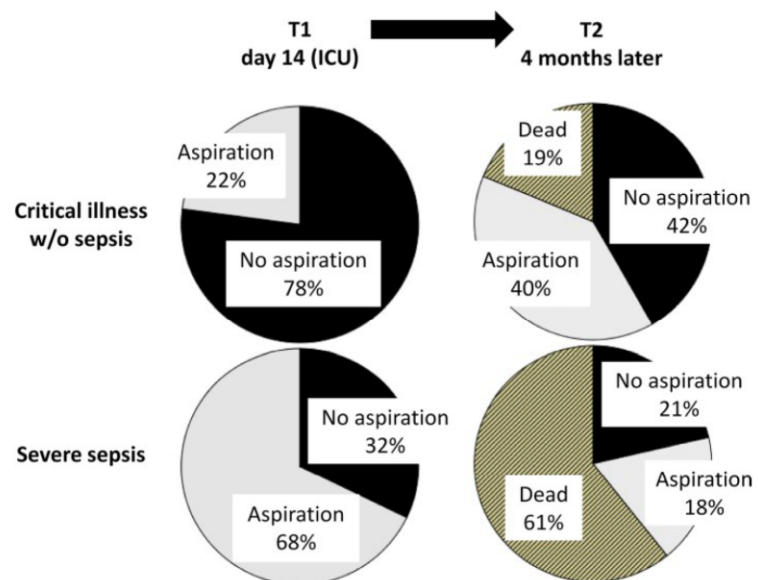 T1
day 14 (ICU)
T2
4 months later
Critical illness
w/o sepsis
Aspiration
22%
No aspiration
78%
Dead
19%
No aspiration
42%
Aspiration
40%
Severe sepsis
No aspiration
32%
Aspiration
68%
No aspiration
21%
Aspiration
18%
Dead
61%